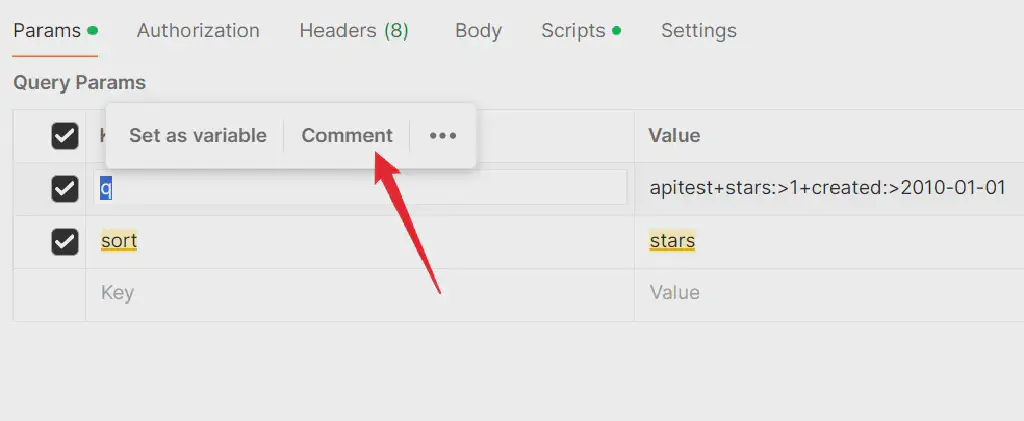 Params Authorization Headers (8) Body Scripts Settings
Query Params
Set as variable Comment ••• Value
q apitest+stars:>1+created:>2010-01-01
sort stars
Key Value